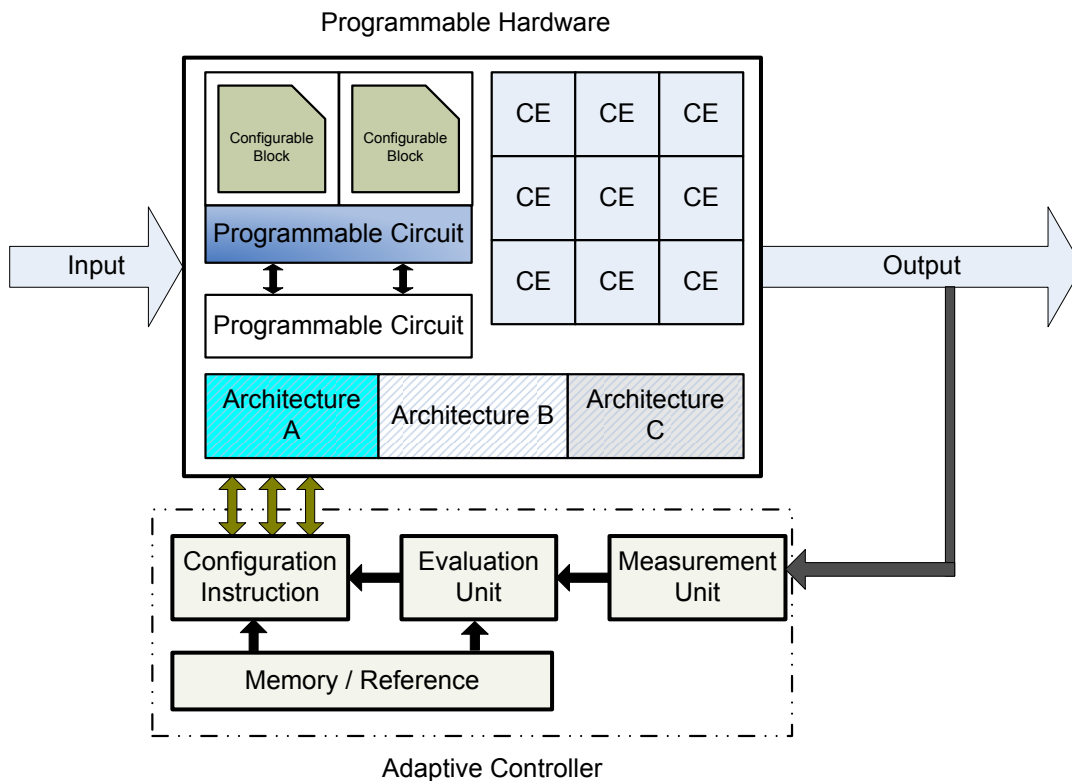 Programmable Hardware
Configurable
Block
Configurable
Block
CE CE CE
CE CE CE
CE CE CE
Programmable Circuit
Programmable Circuit
Input
Output
Architecture
A
Architecture B
Architecture
C
Configuration
Instruction
Evaluation
Unit
Measurement
Unit
Memory / Reference
Adaptive Controller